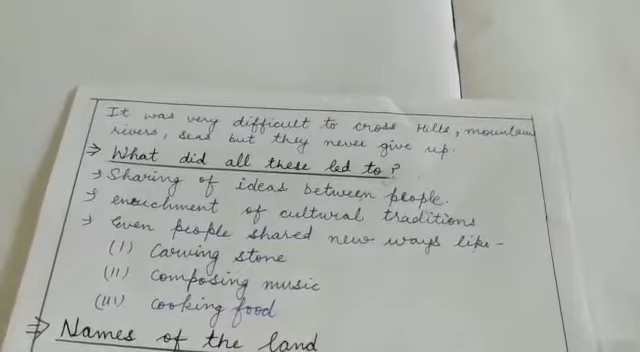 It was very difficult to cross Hills, mountain
rivers, seas but they never give up.
⇒ What did all these led to?
→ Sharing of ideas between people.
→ enrichment of cultural traditions
→ Even people shared new ways like -
(I) Carving stone
(II) Composing music
(III) cooking food
⇒ Names of the land